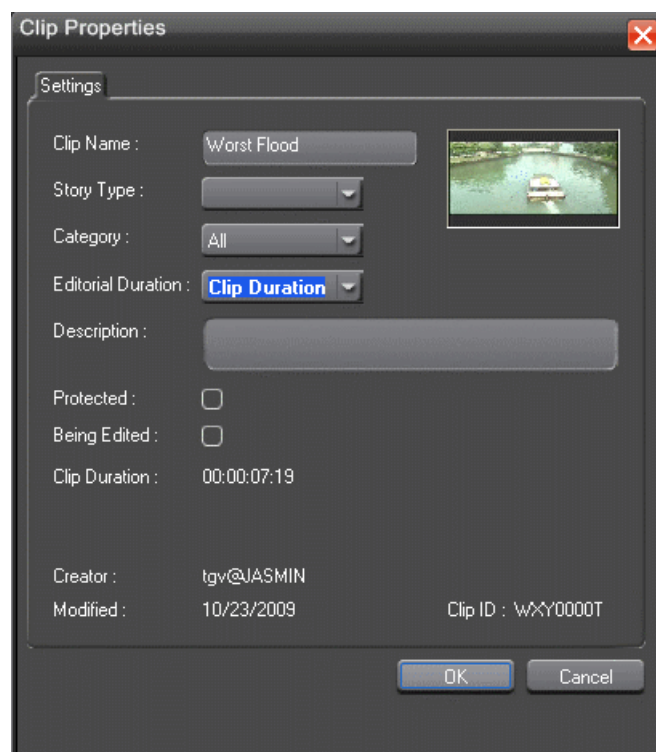 Clip Properties
Settings
Clip Name : Worst Flood
Story Type :
Category : All
Editorial Duration : Clip Duration
Description :
Protected :
Being Edited :
Clip Duration : 00:00:07:19
Creator : tgv@JASMIN
Modified : 10/23/2009 Clip ID : WXY0000T
OK Cancel